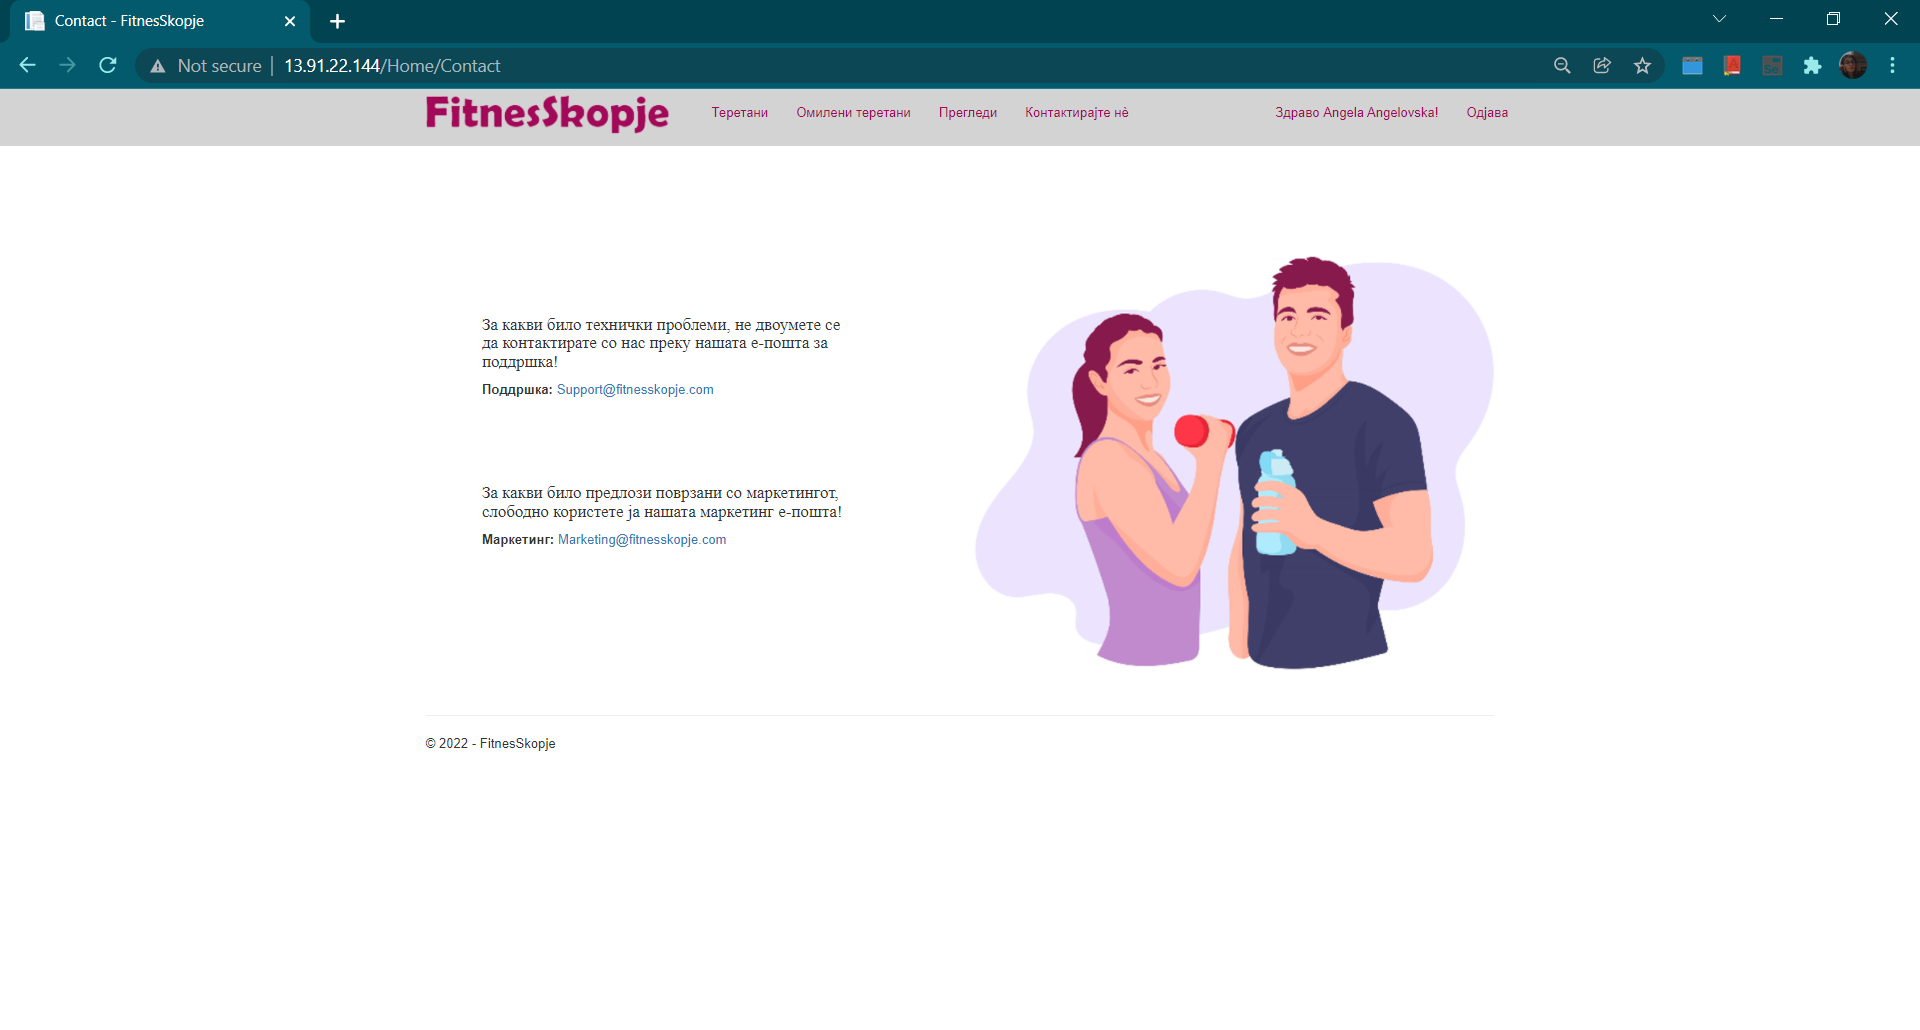 Contact - FitnesSkopje
Not secure | 13.91.22.144/Home/Contact
FitnesSkopje Теретани Омилени теретани Прегледи Контактирајте нѐ Здраво Angela Angelovska! Одјава
За какви било технички проблеми, не двоумете се
да контактирате со нас преку нашата е-пошта за
поддршка!
Поддршка: Support@fitnesskopje.com
За какви било предлози поврзани со маркетингот,
слободно користете ја нашата маркетинг е-пошта!
Маркетинг: Marketing@fitnesskopje.com
© 2022 - FitnesSkopje